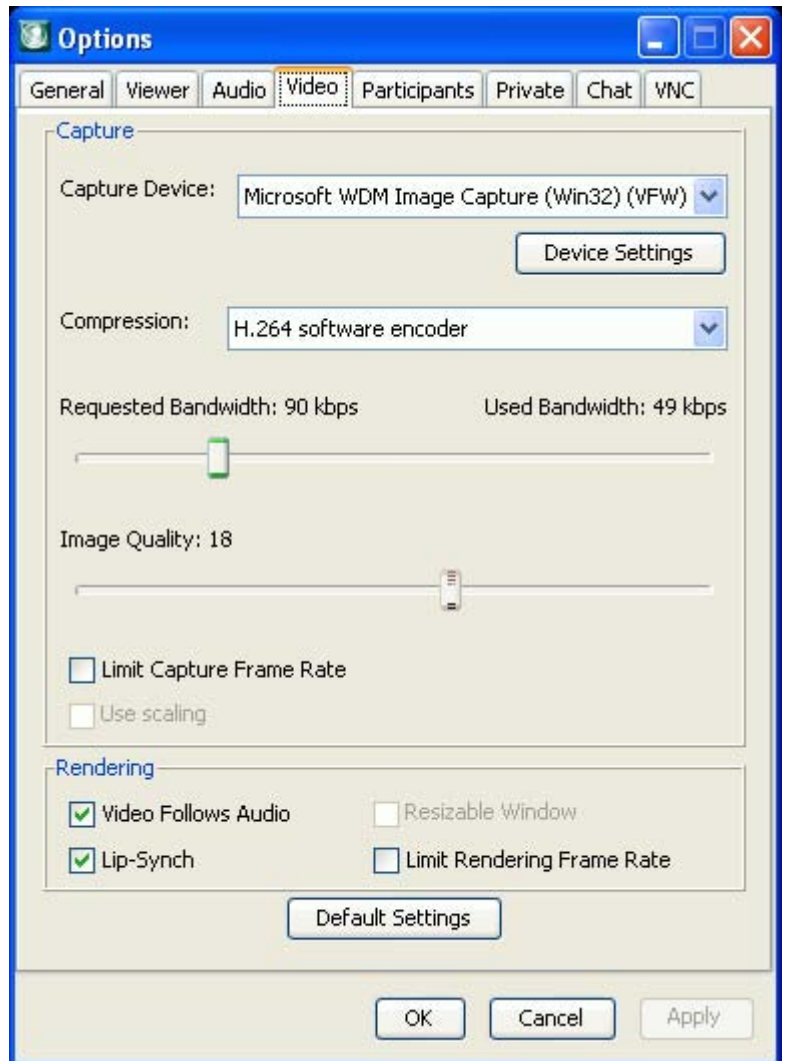 Options
General Viewer Audio Video Participants Private Chat VNC
Capture
Capture Device: Microsoft WDM Image Capture (Win32) (VFW)
Device Settings
Compression: H.264 software encoder
Requested Bandwidth: 90 kbps Used Bandwidth: 49 kbps
Image Quality: 18
Limit Capture Frame Rate
Use scaling
Rendering
Video Follows Audio Resizable Window
Lip-Synch Limit Rendering Frame Rate
Default Settings
OK Cancel Apply